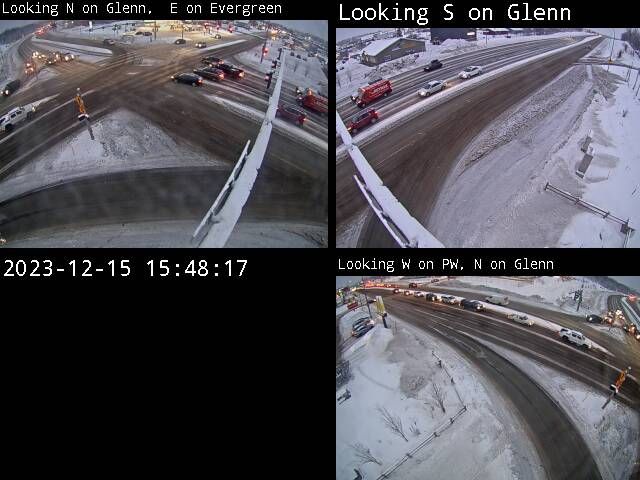 Looking N on Glenn,  E on Evergreen
Looking S on Glenn
2023-12-15 15:48:17
Looking W on PW, N on Glenn